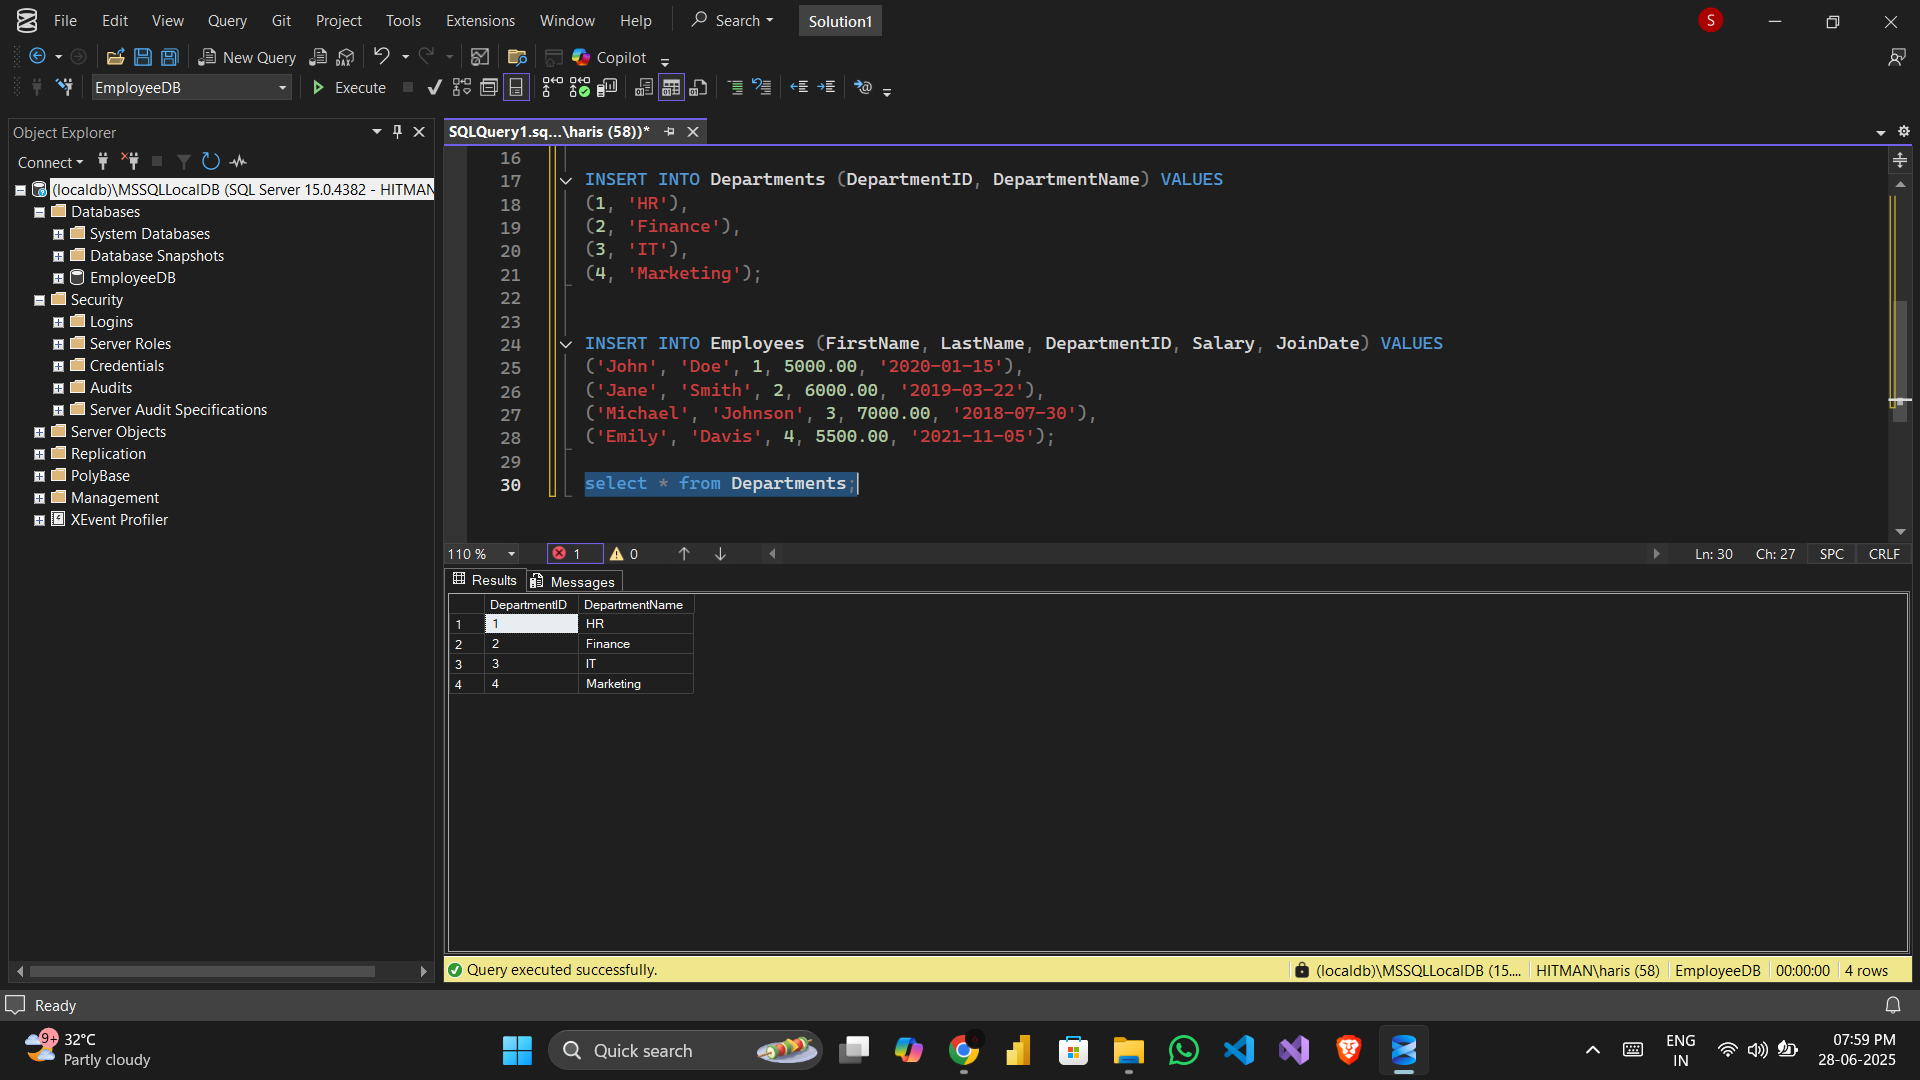 File Edit View Query Git Project Tools Extensions Window Help Search Solution1 S
New Query DAX Copilot
EmployeeDB Execute
Object Explorer
Connect
(localdb)\MSSQLLocalDB (SQL Server 15.0.4382 - HITMAN
Databases
System Databases
Database Snapshots
EmployeeDB
Security
Logins
Server Roles
Credentials
Audits
Server Audit Specifications
Server Objects
Replication
PolyBase
Management
XEvent Profiler
SQLQuery1.sq...\haris (58))*
16
17 INSERT INTO Departments (DepartmentID, DepartmentName) VALUES
18 (1, 'HR'),
19 (2, 'Finance'),
20 (3, 'IT'),
21 (4, 'Marketing');
22
23
24 INSERT INTO Employees (FirstName, LastName, DepartmentID, Salary, JoinDate) VALUES
25 ('John', 'Doe', 1, 5000.00, '2020-01-15'),
26 ('Jane', 'Smith', 2, 6000.00, '2019-03-22'),
27 ('Michael', 'Johnson', 3, 7000.00, '2018-07-30'),
28 ('Emily', 'Davis', 4, 5500.00, '2021-11-05');
29
30 select * from Departments;
110 % 1 0 Ln: 30 Ch: 27 SPC CRLF
Results Messages
DepartmentID DepartmentName
1 1 HR
2 2 Finance
3 3 IT
4 4 Marketing
Query executed successfully. (localdb)\MSSQLLocalDB (15.... HITMAN\haris (58) EmployeeDB 00:00:00 4 rows
Ready
9+ 32°C
Partly cloudy
Quick search
ENG
IN
07:59 PM
28-06-2025